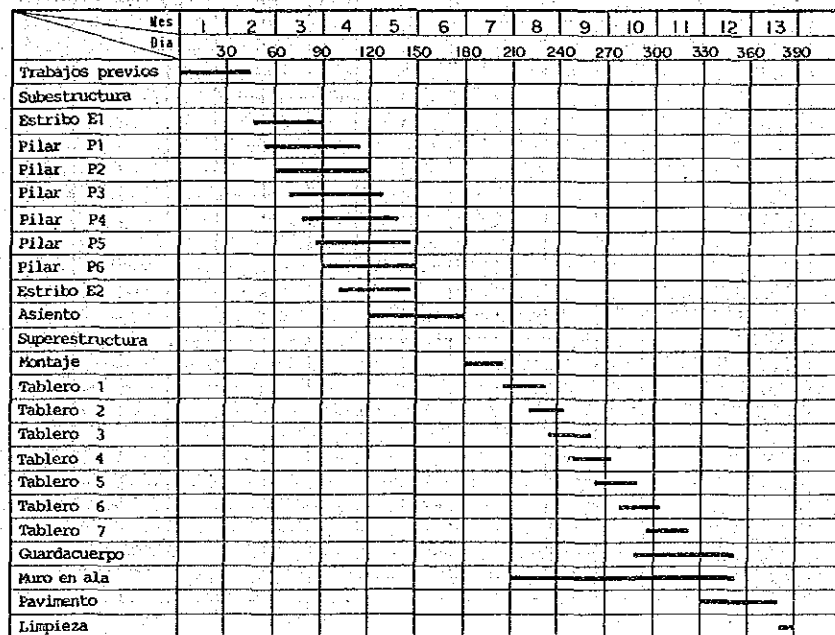 Mes 1 2 3 4 5 6 7 8 9 10 11 12 13
Dia 30 60 90 120 150 180 210 240 270 300 330 360 390
Trabajos previos
Subestructura
Estribo E1
Pilar P1
Pilar P2
Pilar P3
Pilar P4
Pilar P5
Pilar P6
Estribo E2
Asiento
Superestructura
Montaje
Tablero 1
Tablero 2
Tablero 3
Tablero 4
Tablero 5
Tablero 6
Tablero 7
Guardacuerpo
Muro en ala
Pavimento
Limpieza